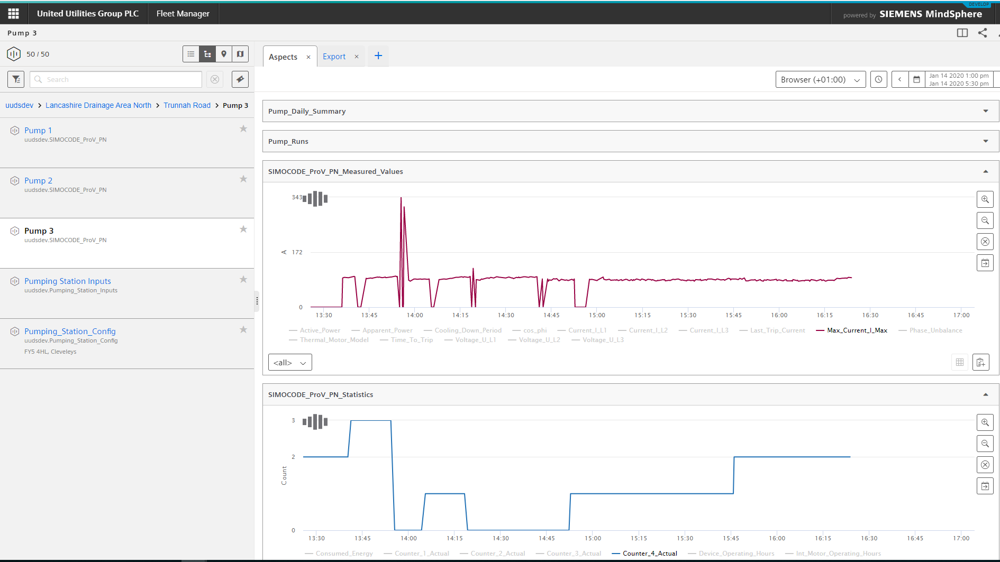 DEVELOP
United Utilities Group PLC
Fleet Manager
powered by SIEMENS MindSphere
Pump 3
50 / 50
Aspects ×
Export ×
+
Search
Browser (+01:00)
Jan 14 2020 1:00 pm
Jan 14 2020 5:30 pm
uudsdev > Lancashire Drainage Area North > Trunnah Road > Pump 3
Pump 1
uudsdev.SIMOCODE_ProV_PN
Pump 2
uudsdev.SIMOCODE_ProV_PN
Pump 3
uudsdev.SIMOCODE_ProV_PN
Pumping Station Inputs
uudsdev.Pumping_Station_Inputs
Pumping_Station_Config
uudsdev.Pumping_Station_Config
FY5 4HL, Cleveleys
Pump_Daily_Summary
Pump_Runs
SIMOCODE_ProV_PN_Measured_Values
343
A 172
0
13:30 13:45 14:00 14:15 14:30 14:45 15:00 15:15 15:30 15:45 16:00 16:15 16:30 16:45 17:00
Active_Power Apparent_Power Cooling_Down_Period cos_phi Current_I_L1 Current_I_L2 Current_I_L3 Last_Trip_Current Max_Current_I_Max Phase_Unbalance
Thermal_Motor_Model Time_To_Trip Voltage_U_L1 Voltage_U_L2 Voltage_U_L3
<all>
SIMOCODE_ProV_PN_Statistics
3
2
Count
0
13:30 13:45 14:00 14:15 14:30 14:45 15:00 15:15 15:30 15:45 16:00 16:15 16:30 16:45 17:00
Consumed_Energy Counter_1_Actual Counter_2_Actual Counter_3_Actual Counter_4_Actual Device_Operating_Hours Int_Motor_Operating_Hours